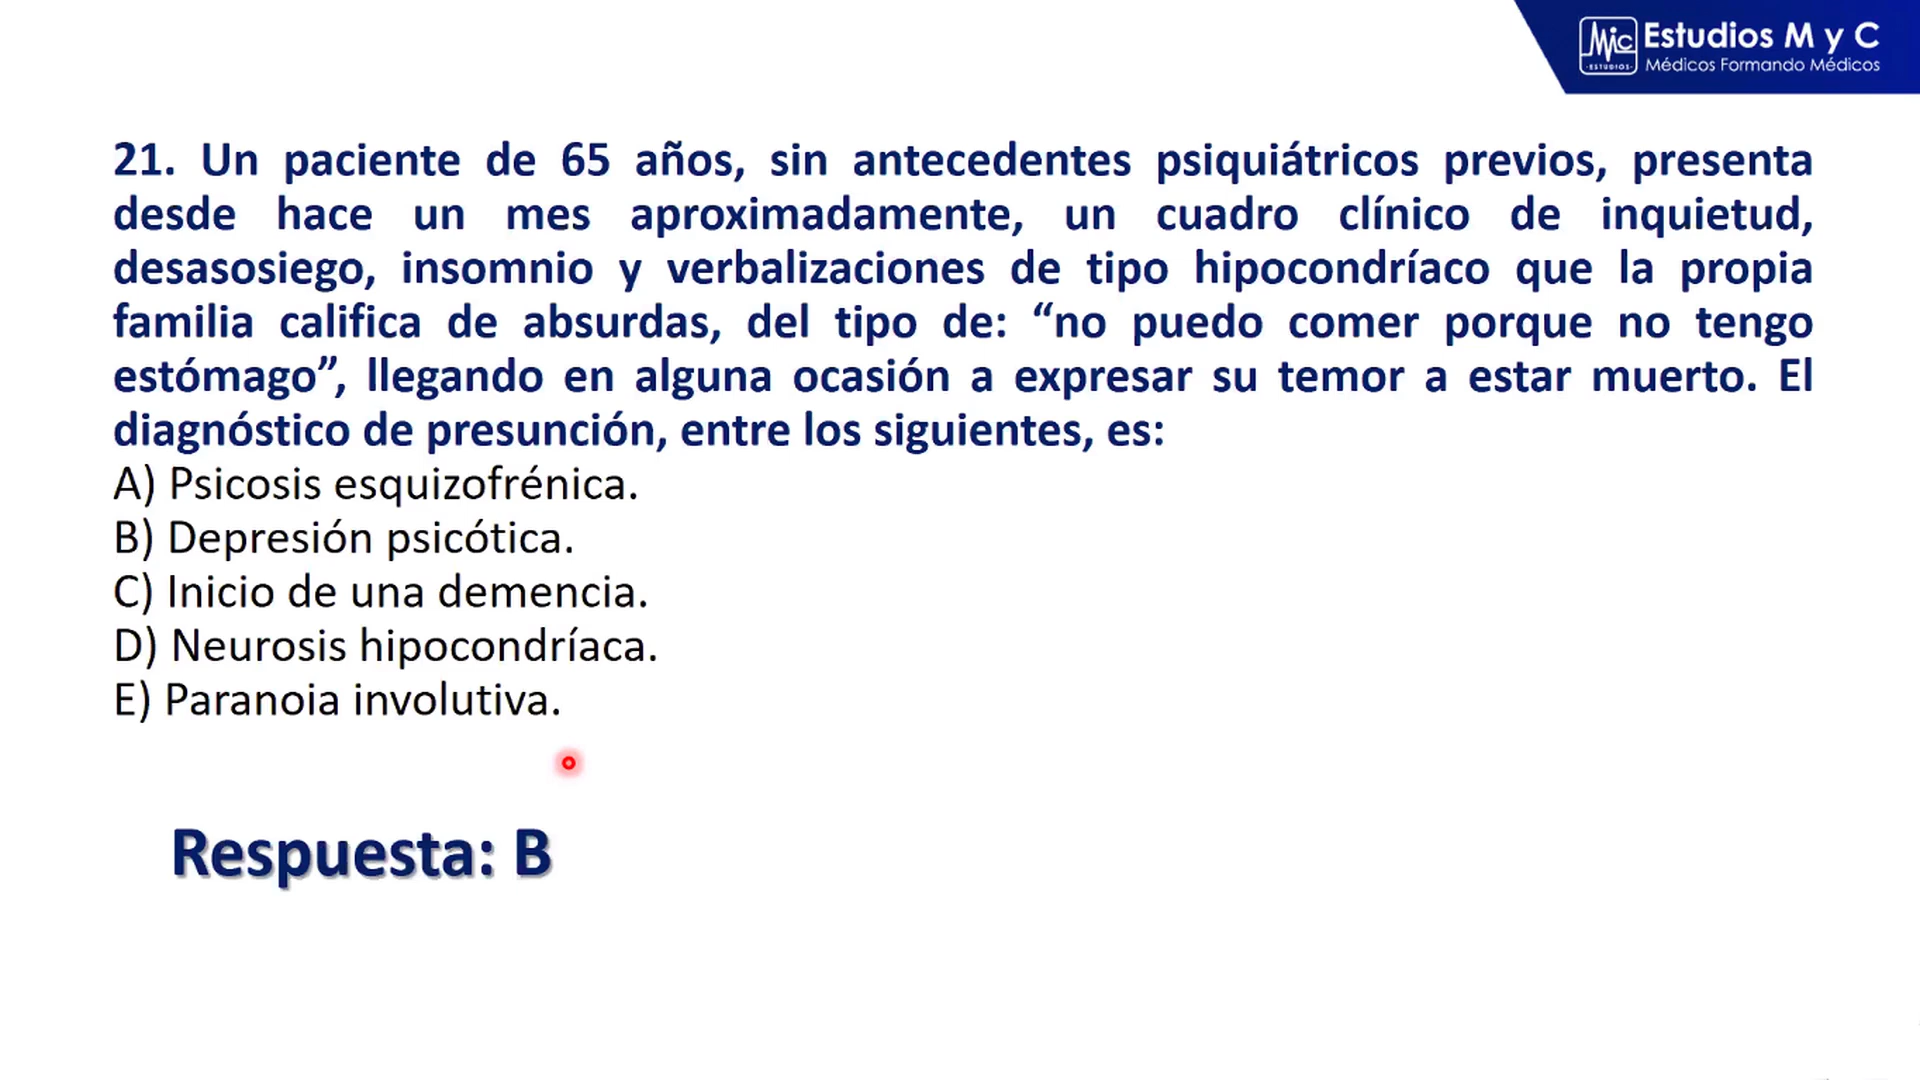 Estudios M y C
Médicos Formando Médicos
MyC
ESTUDIOS
21. Un paciente de 65 años, sin antecedentes psiquiátricos previos, presenta
desde hace un mes aproximadamente, un cuadro clínico de inquietud,
desasosiego, insomnio y verbalizaciones de tipo hipocondríaco que la propia
familia califica de absurdas, del tipo de: “no puedo comer porque no tengo
estómago”, llegando en alguna ocasión a expresar su temor a estar muerto. El
diagnóstico de presunción, entre los siguientes, es:
A) Psicosis esquizofrénica.
B) Depresión psicótica.
C) Inicio de una demencia.
D) Neurosis hipocondríaca.
E) Paranoia involutiva.
Respuesta: B